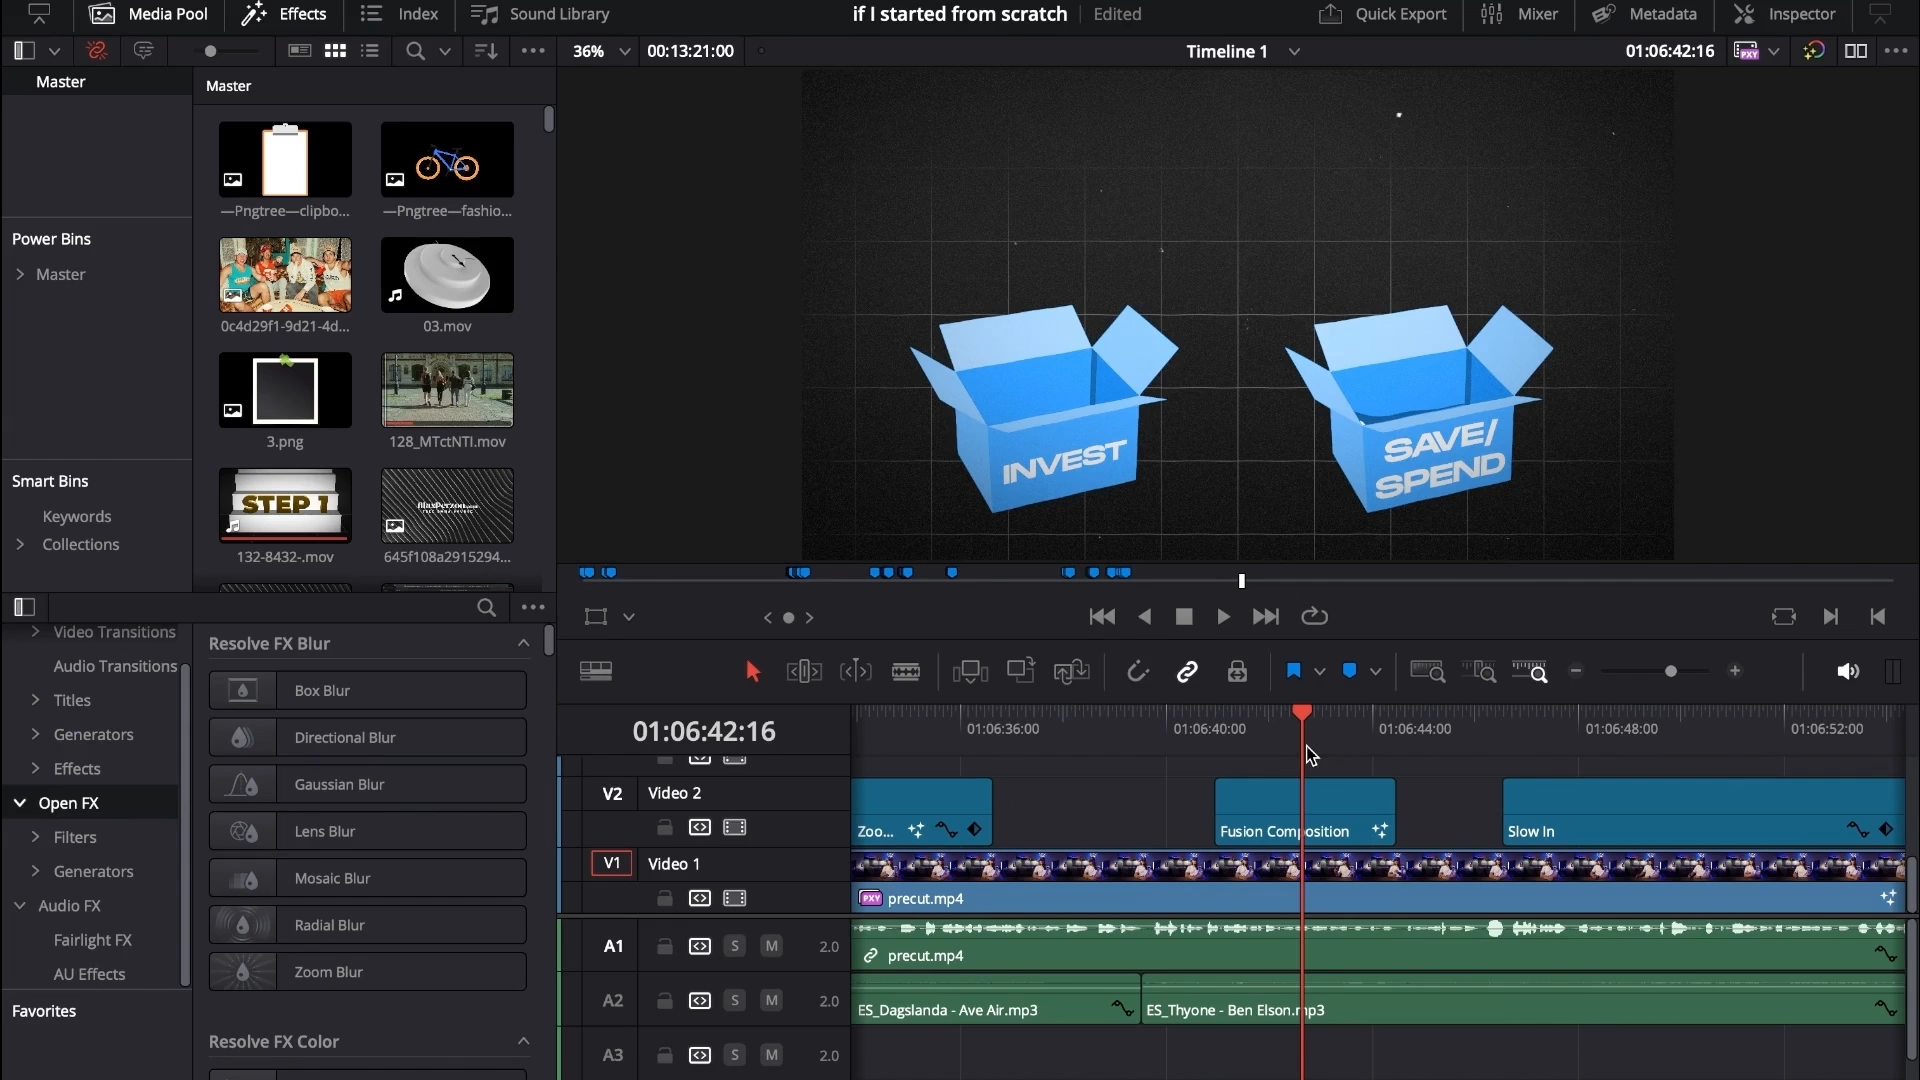 Media Pool
Effects
Index
Sound Library
if I started from scratch
Edited
Quick Export
Mixer
Metadata
Inspector
36%
00:13:21:00
Timeline 1
01:06:42:16
PXY
Master
Master
Power Bins
Master
Smart Bins
Keywords
Collections
—Pngtree—clipbo...
—Pngtree—fashio...
0c4d29f1-9d21-4d...
03.mov
3.png
128_MTctNTI.mov
STEP 1
132-8432-.mov
645f108a2915294...
INVEST
SAVE/
SPEND
Video Transitions
Audio Transitions
Titles
Generators
Effects
Open FX
Filters
Generators
Audio FX
Fairlight FX
AU Effects
Favorites
Resolve FX Blur
Box Blur
Directional Blur
Gaussian Blur
Lens Blur
Mosaic Blur
Radial Blur
Zoom Blur
Resolve FX Color
01:06:42:16
01:06:36:00
01:06:40:00
01:06:44:00
01:06:48:00
01:06:52:00
V2
Video 2
Zoo...
Fusion Composition
Slow In
V1
Video 1
PXY
precut.mp4
A1
S
M
2.0
precut.mp4
A2
S
M
2.0
ES_Dagslanda - Ave Air.mp3
ES_Thyone - Ben Elson.mp3
A3
S
M
2.0